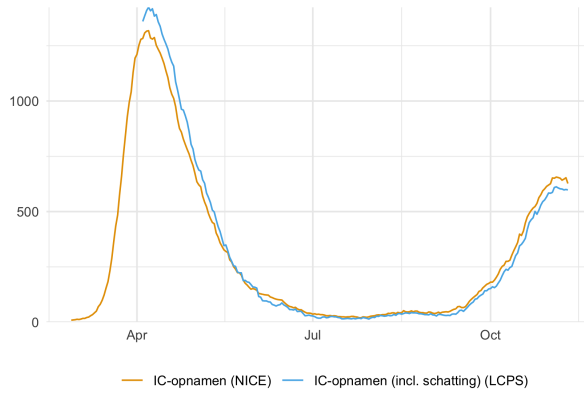 1000
500
0
Apr
Jul
Oct
IC-opnamen (NICE)
IC-opnamen (incl. schatting) (LCPS)